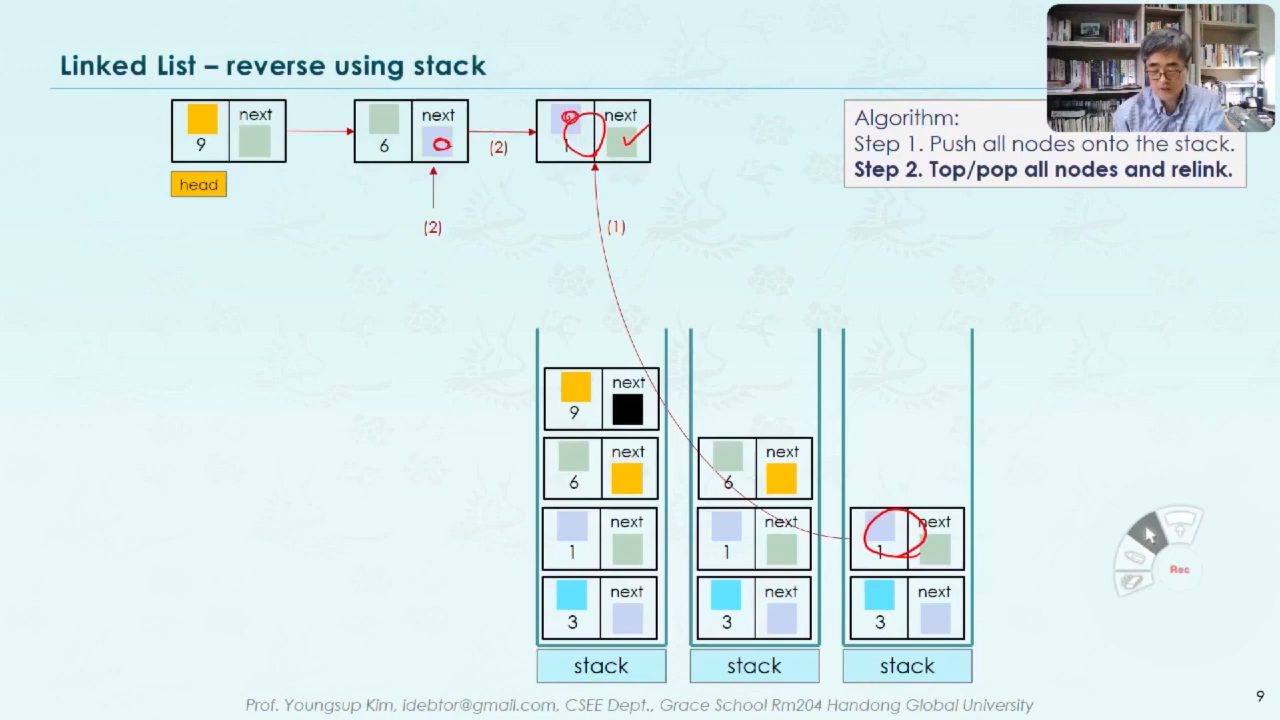 Linked List – reverse using stack
next
9
next
6
next
1
(2)
head
(2)
(1)
Algorithm:
Step 1. Push all nodes onto the stack.
Step 2. Top/pop all nodes and relink.
next
9
next
6
next
1
next
3
stack
next
6
next
1
next
3
stack
next
1
next
3
stack
Rec
Prof. Youngsup Kim, idebtor@gmail.com, CSEE Dept., Grace School Rm204 Handong Global University
9